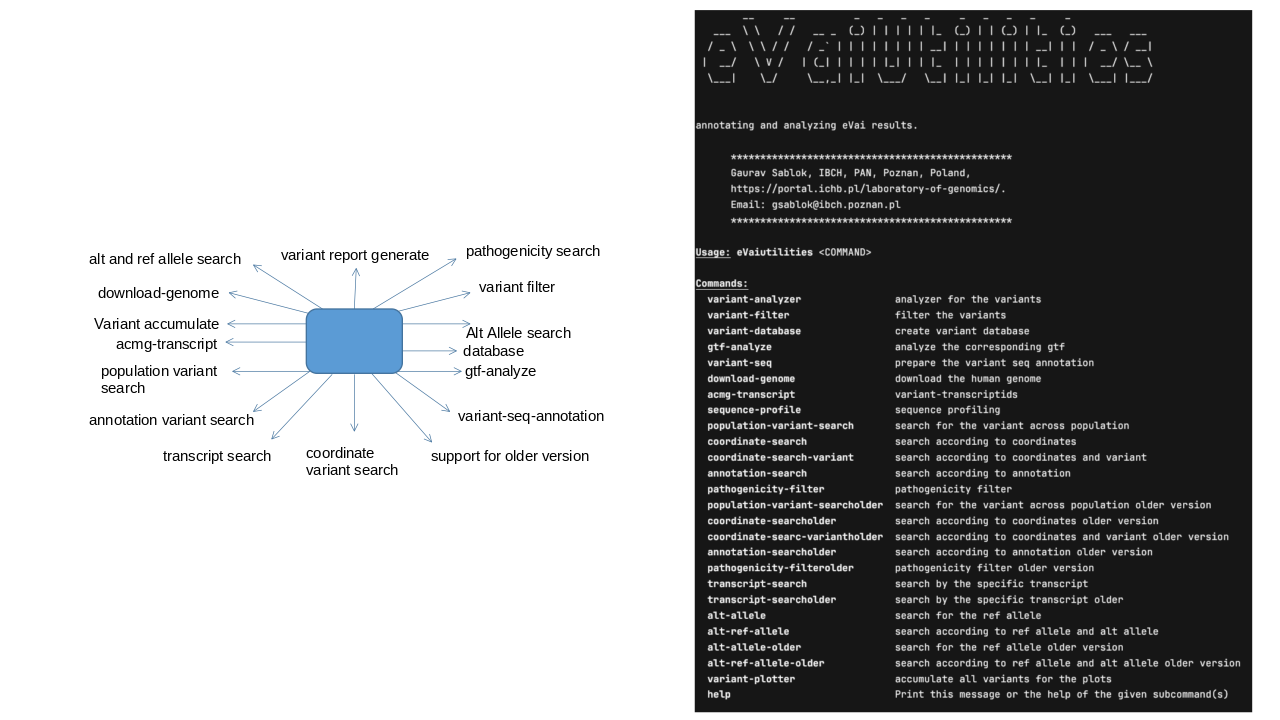 alt and ref allele search
variant report generate
pathogenicity search
download-genome
variant filter
Variant accumulate
acmg-transcript
Alt Allele search
database
population variant
search
gtf-analyze
annotation variant search
variant-seq-annotation
transcript search
coordinate
variant search
support for older version
eVaiutilities
annotating and analyzing eVai results.
************************************************
Gaurav Sablok, IBCH, PAN, Poznan, Poland,
https://portal.ichb.pl/laboratory-of-genomics/.
Email: gsablok@ibch.poznan.pl
************************************************
Usage: eVaiutilities <COMMAND>
Commands:
variant-analyzer analyzer for the variants
variant-filter filter the variants
variant-database create variant database
gtf-analyze analyze the corresponding gtf
variant-seq prepare the variant seq annotation
download-genome download the human genome
acmg-transcript variant-transcriptids
sequence-profile sequence profiling
population-variant-search search for the variant across population
coordinate-search search according to coordinates
coordinate-search-variant search according to coordinates and variant
annotation-search search according to annotation
pathogenicity-filter pathogenicity filter
population-variant-searcholder search for the variant across population older version
coordinate-searcholder search according to coordinates older version
coordinate-searc-variantholder search according to coordinates and variant older version
annotation-searcholder search according to annotation older version
pathogenicity-filterolder pathogenicity filter older version
transcript-search search by the specific transcript
transcript-searcholder search by the specific transcript older
alt-allele search for the ref allele
alt-ref-allele search according to ref allele and alt allele
alt-allele-older search for the ref allele older version
alt-ref-allele-older search according to ref allele and alt allele older version
variant-plotter accumulate all variants for the plots
help Print this message or the help of the given subcommand(s)